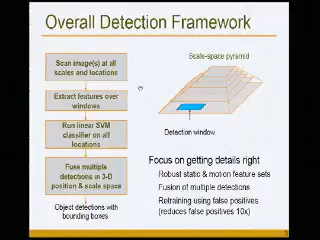 Overall Detection Framework
Scan image(s) at all
scales and locations
Extract features over
windows
Run linear SVM
classifier on all
locations
Fuse multiple
detections in 3-D
position & scale space
Object detections with
bounding boxes
Scale-space pyramid
Detection window
Focus on getting details right
Robust static & motion feature sets
Fusion of multiple detections
Retraining using false positives
(reduces false positives 10x)